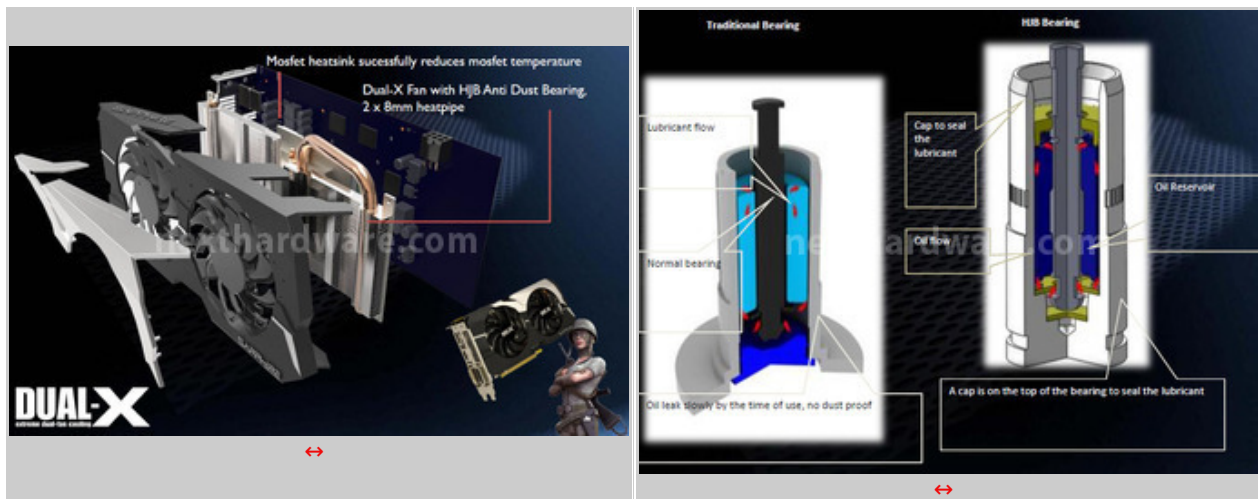 Mosfet heatsink sucessfully reduces mosfet temperature
Dual-X Fan with HJB Anti Dust Bearing,
2 x 8mm heatpipe
nexthardware.com
DUAL-X
extreme dual-fan cooling
Traditional Bearing
HJB Bearing
Lubricant flow
Cap to seal
the
lubricant
Oil Reservoir
nexthardware.com
Oil flow
Normal bearing
A cap is on the top of the bearing to seal the lubricant
Oil leak slowly by the time of use, no dust proof